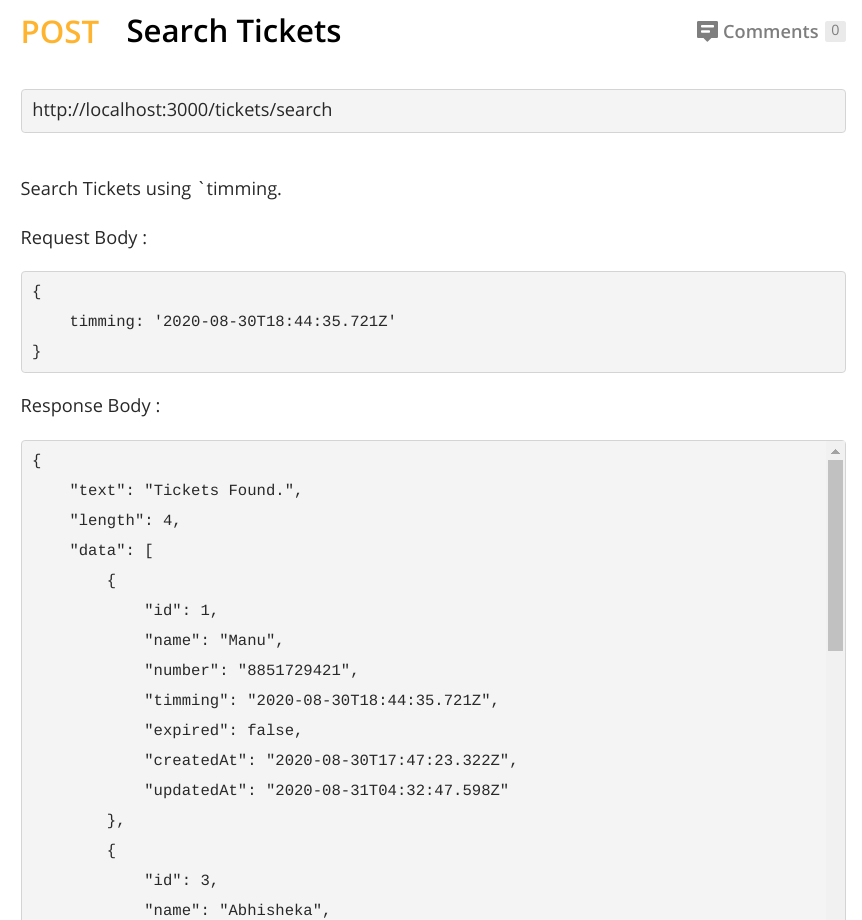 POST Search Tickets Comments 0
http://localhost:3000/tickets/search
Search Tickets using `timming.
Request Body :
{
    timming: '2020-08-30T18:44:35.721Z'
}
Response Body :
{
    "text": "Tickets Found.",
    "length": 4,
    "data": [
        {
            "id": 1,
            "name": "Manu",
            "number": "8851729421",
            "timming": "2020-08-30T18:44:35.721Z",
            "expired": false,
            "createdAt": "2020-08-30T17:47:23.322Z",
            "updatedAt": "2020-08-31T04:32:47.598Z"
        },
        {
            "id": 3,
            "name": "Abhisheka",